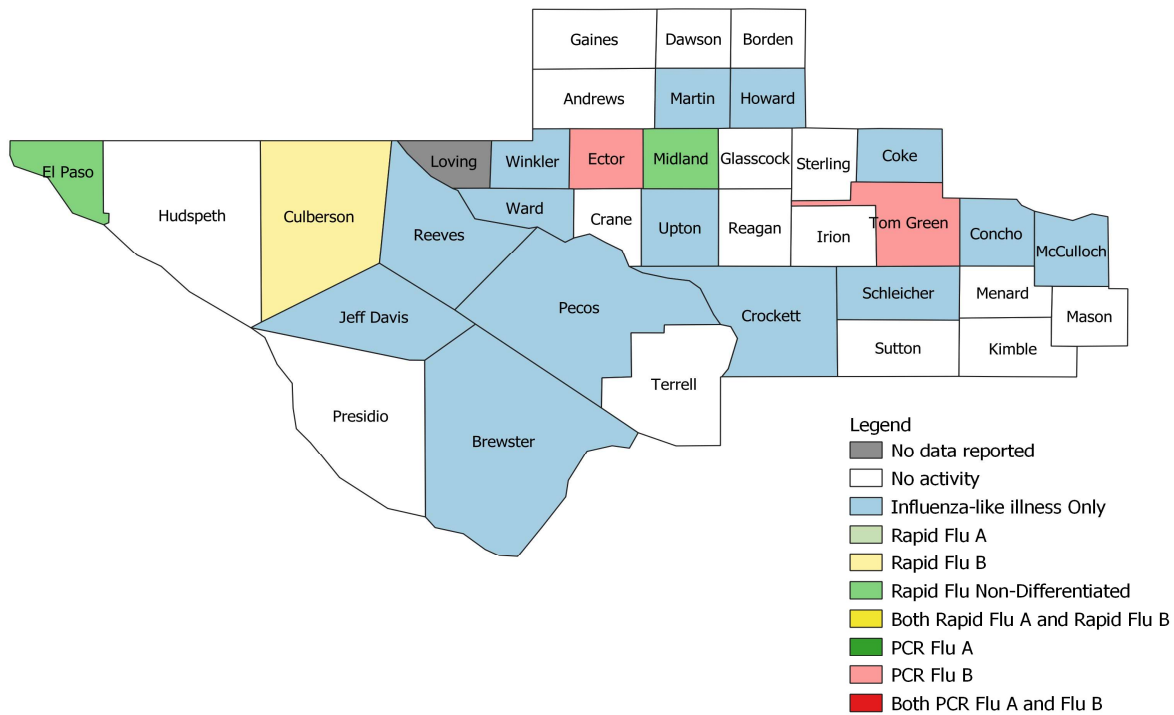 Gaines
Dawson
Borden
Andrews
Martin
Howard
El Paso
Hudspeth
Culberson
Loving
Winkler
Ector
Midland
Glasscock
Sterling
Coke
Reeves
Ward
Crane
Upton
Reagan
Irion
Tom Green
Concho
McCulloch
Jeff Davis
Pecos
Crockett
Schleicher
Menard
Mason
Sutton
Kimble
Terrell
Presidio
Brewster
Legend
No data reported
No activity
Influenza-like illness Only
Rapid Flu A
Rapid Flu B
Rapid Flu Non-Differentiated
Both Rapid Flu A and Rapid Flu B
PCR Flu A
PCR Flu B
Both PCR Flu A and Flu B